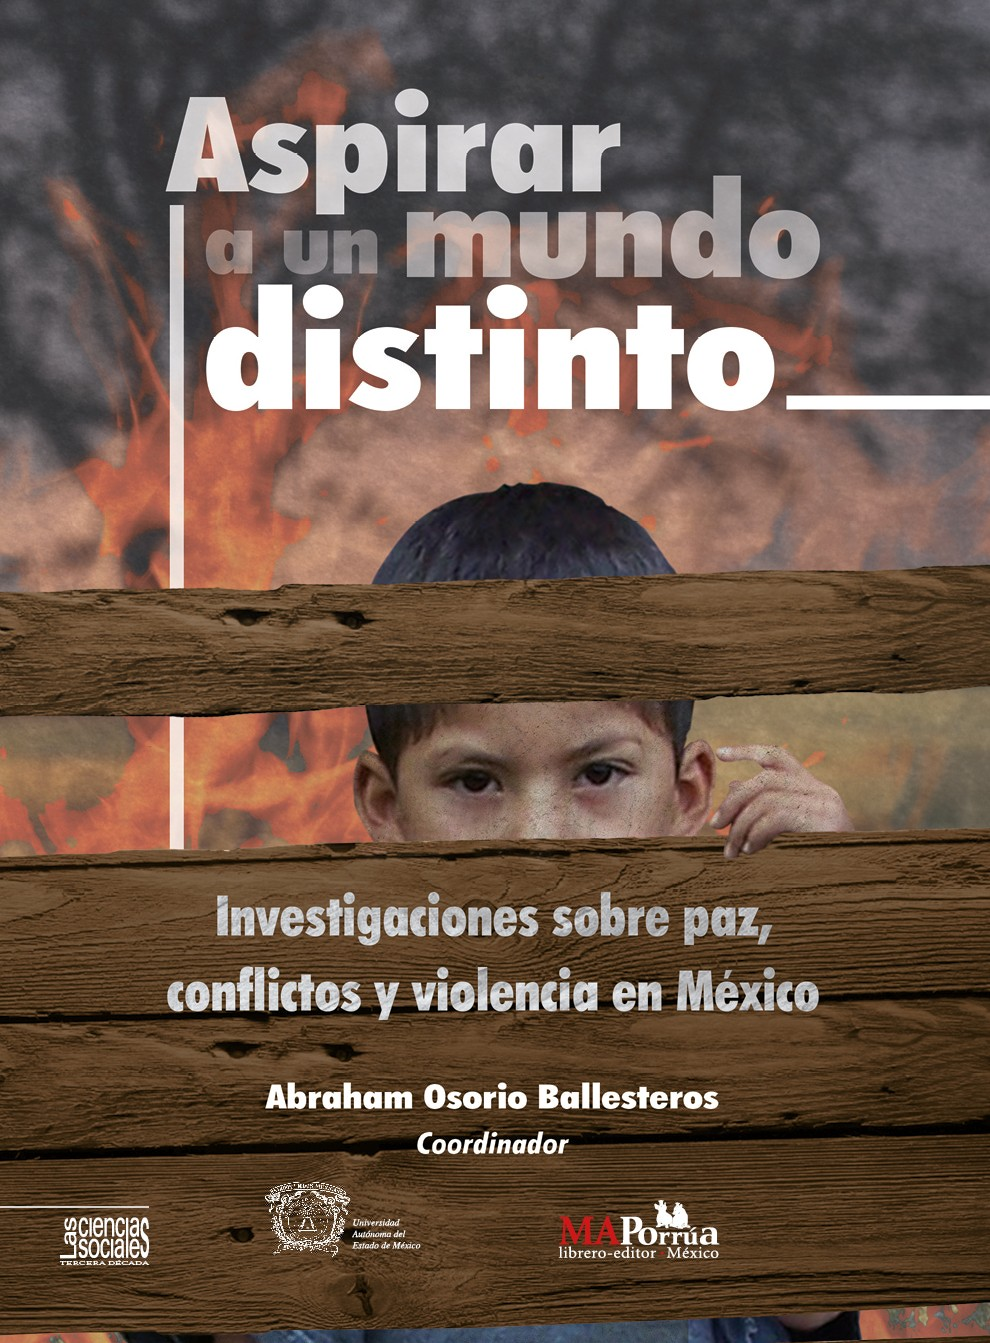 Aspirar
a un mundo
distinto
Investigaciones sobre paz,
conflictos y violencia en México
Abraham Osorio Ballesteros
Coordinador
Las
ciencias
sociales
TERCERA DÉCADA
Universidad
Autónoma del
Estado de México
MAPorrúa
librero-editor · México